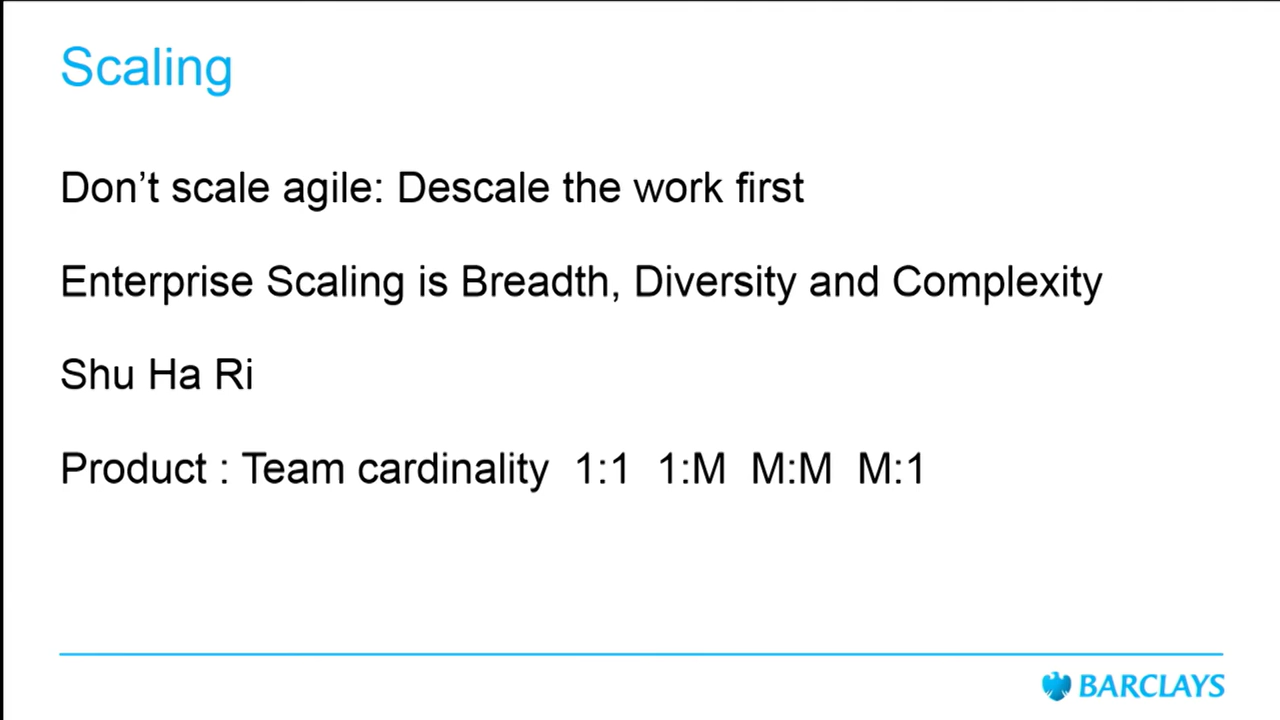 Scaling
Don’t scale agile: Descale the work first
Enterprise Scaling is Breadth, Diversity and Complexity
Shu Ha Ri
Product : Team cardinality 1:1 1:M M:M M:1
BARCLAYS